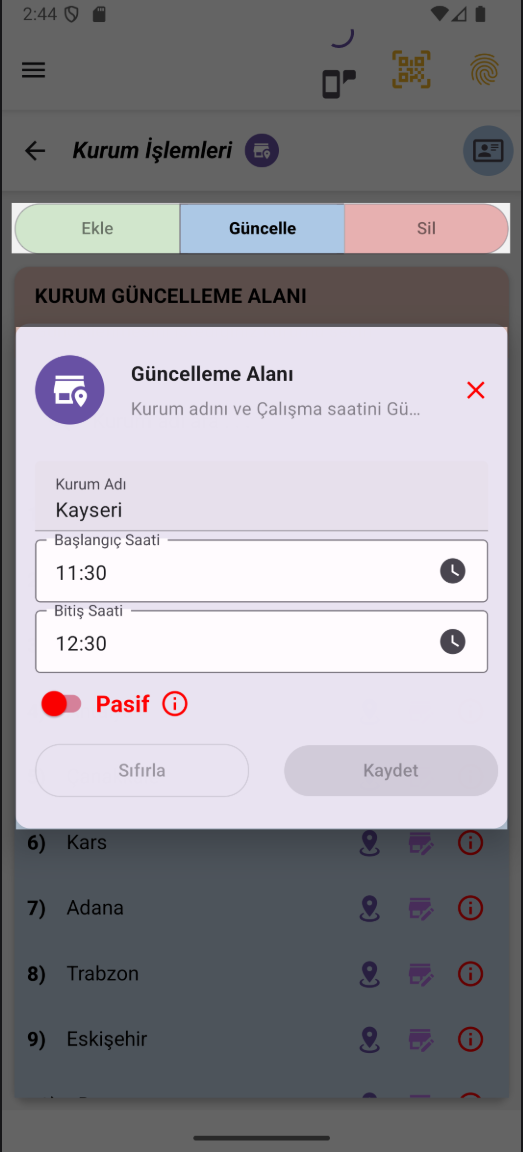 2:44
Kurum İşlemleri
Ekle Güncelle Sil
KURUM GÜNCELLEME ALANI
Güncelleme Alanı
Kurum adını ve Çalışma saatini Gü...
Kurum Adı
Kayseri
Başlangıç Saati
11:30
Bitiş Saati
12:30
Pasif
Sıfırla Kaydet
6) Kars
7) Adana
8) Trabzon
9) Eskişehir